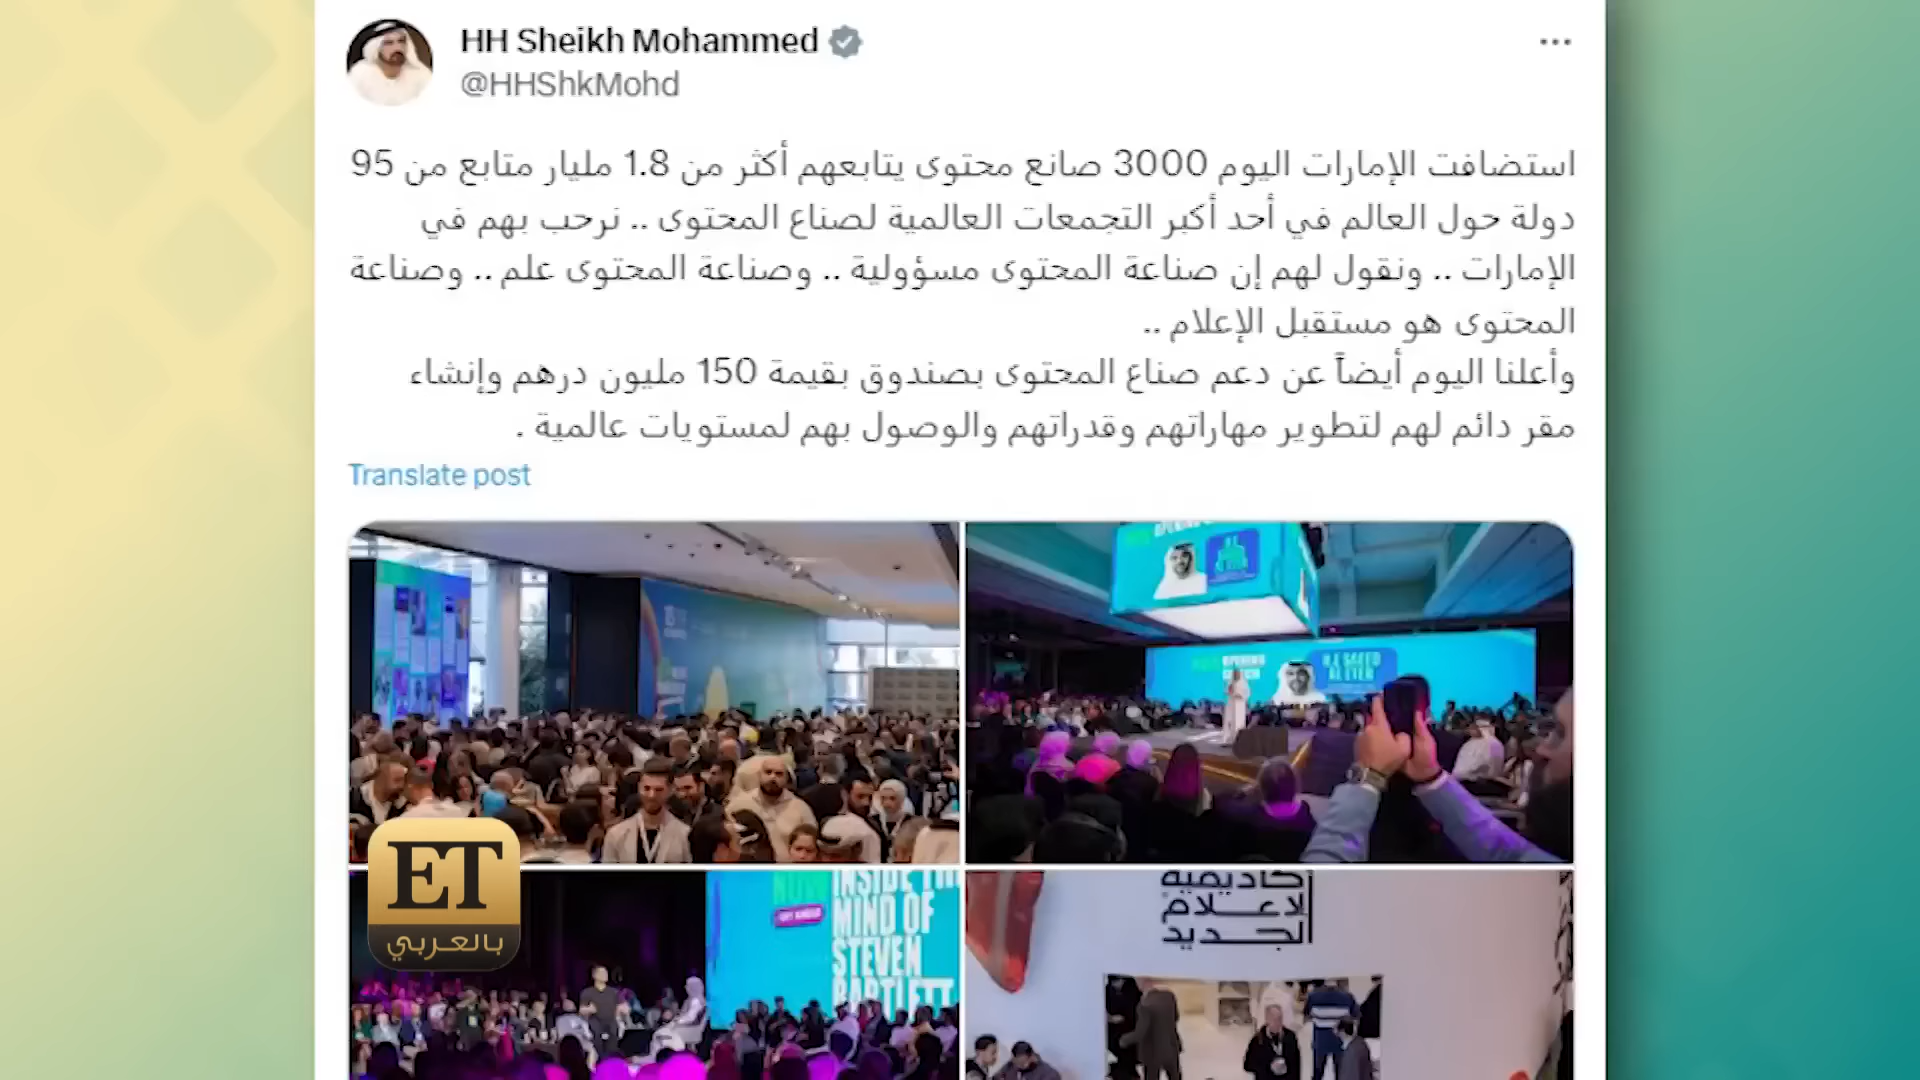 HH Sheikh Mohammed
@HHShkMohd
استضافت الإمارات اليوم 3000 صانع محتوى يتابعهم أكثر من 1.8 مليار متابع من 95
دولة حول العالم في أحد أكبر التجمعات العالمية لصناع المحتوى .. نرحب بهم في
الإمارات .. ونقول لهم إن صناعة المحتوى مسؤولية .. وصناعة المحتوى علم .. وصناعة
المحتوى هو مستقبل الإعلام ..
وأعلنا اليوم أيضاً عن دعم صناع المحتوى بصندوق بقيمة 150 مليون درهم وإنشاء
مقر دائم لهم لتطوير مهاراتهم وقدراتهم والوصول بهم لمستويات عالمية .
Translate post
OPENING
H.E SAEED
AL ETER
INSIDE THE
MIND OF
STEVEN
BARTLETT
أكاديمية
الإعلام
الجديد
ET
بالعربي